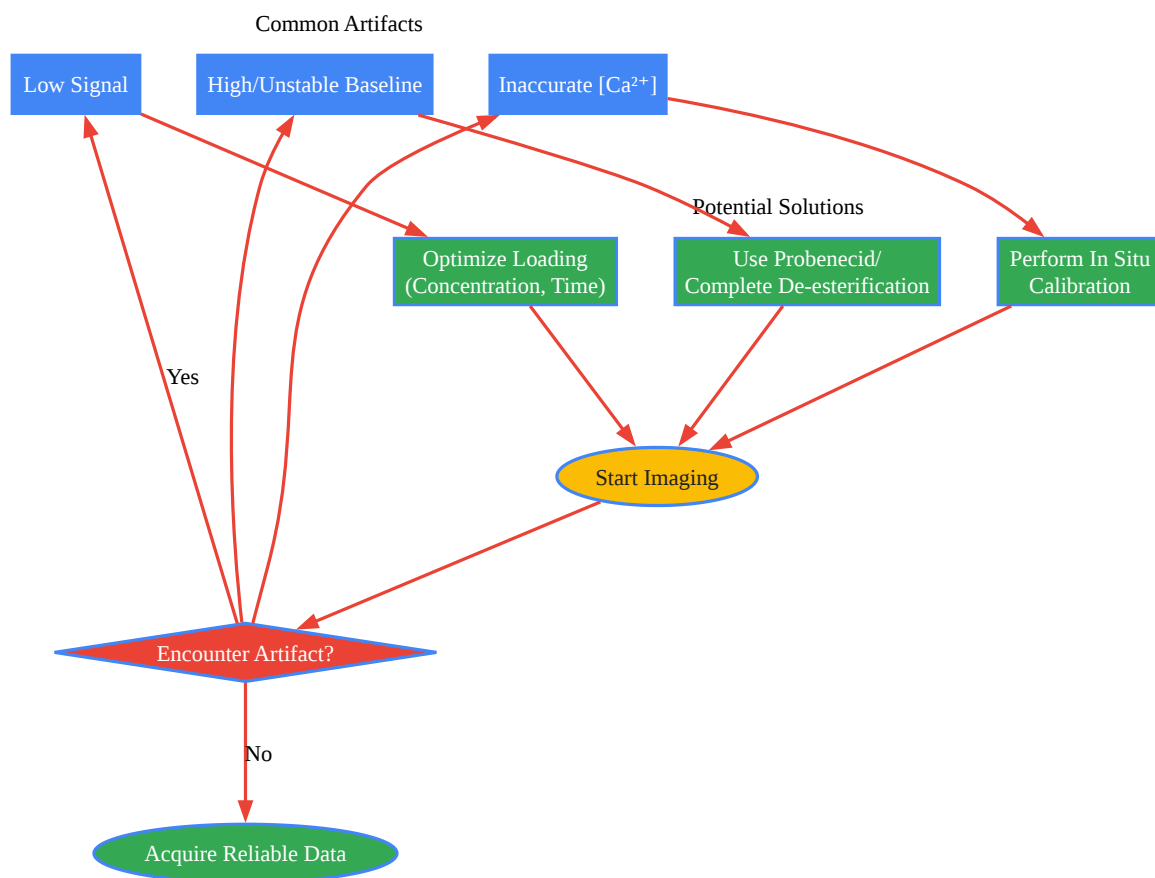 Common Artifacts
Low Signal
High/Unstable Baseline
Inaccurate [Ca²⁺]
Potential Solutions
Optimize Loading
(Concentration, Time)
Use Probenecid/
Complete De-esterification
Perform In Situ
Calibration
Yes
Start Imaging
Encounter Artifact?
No
Acquire Reliable Data